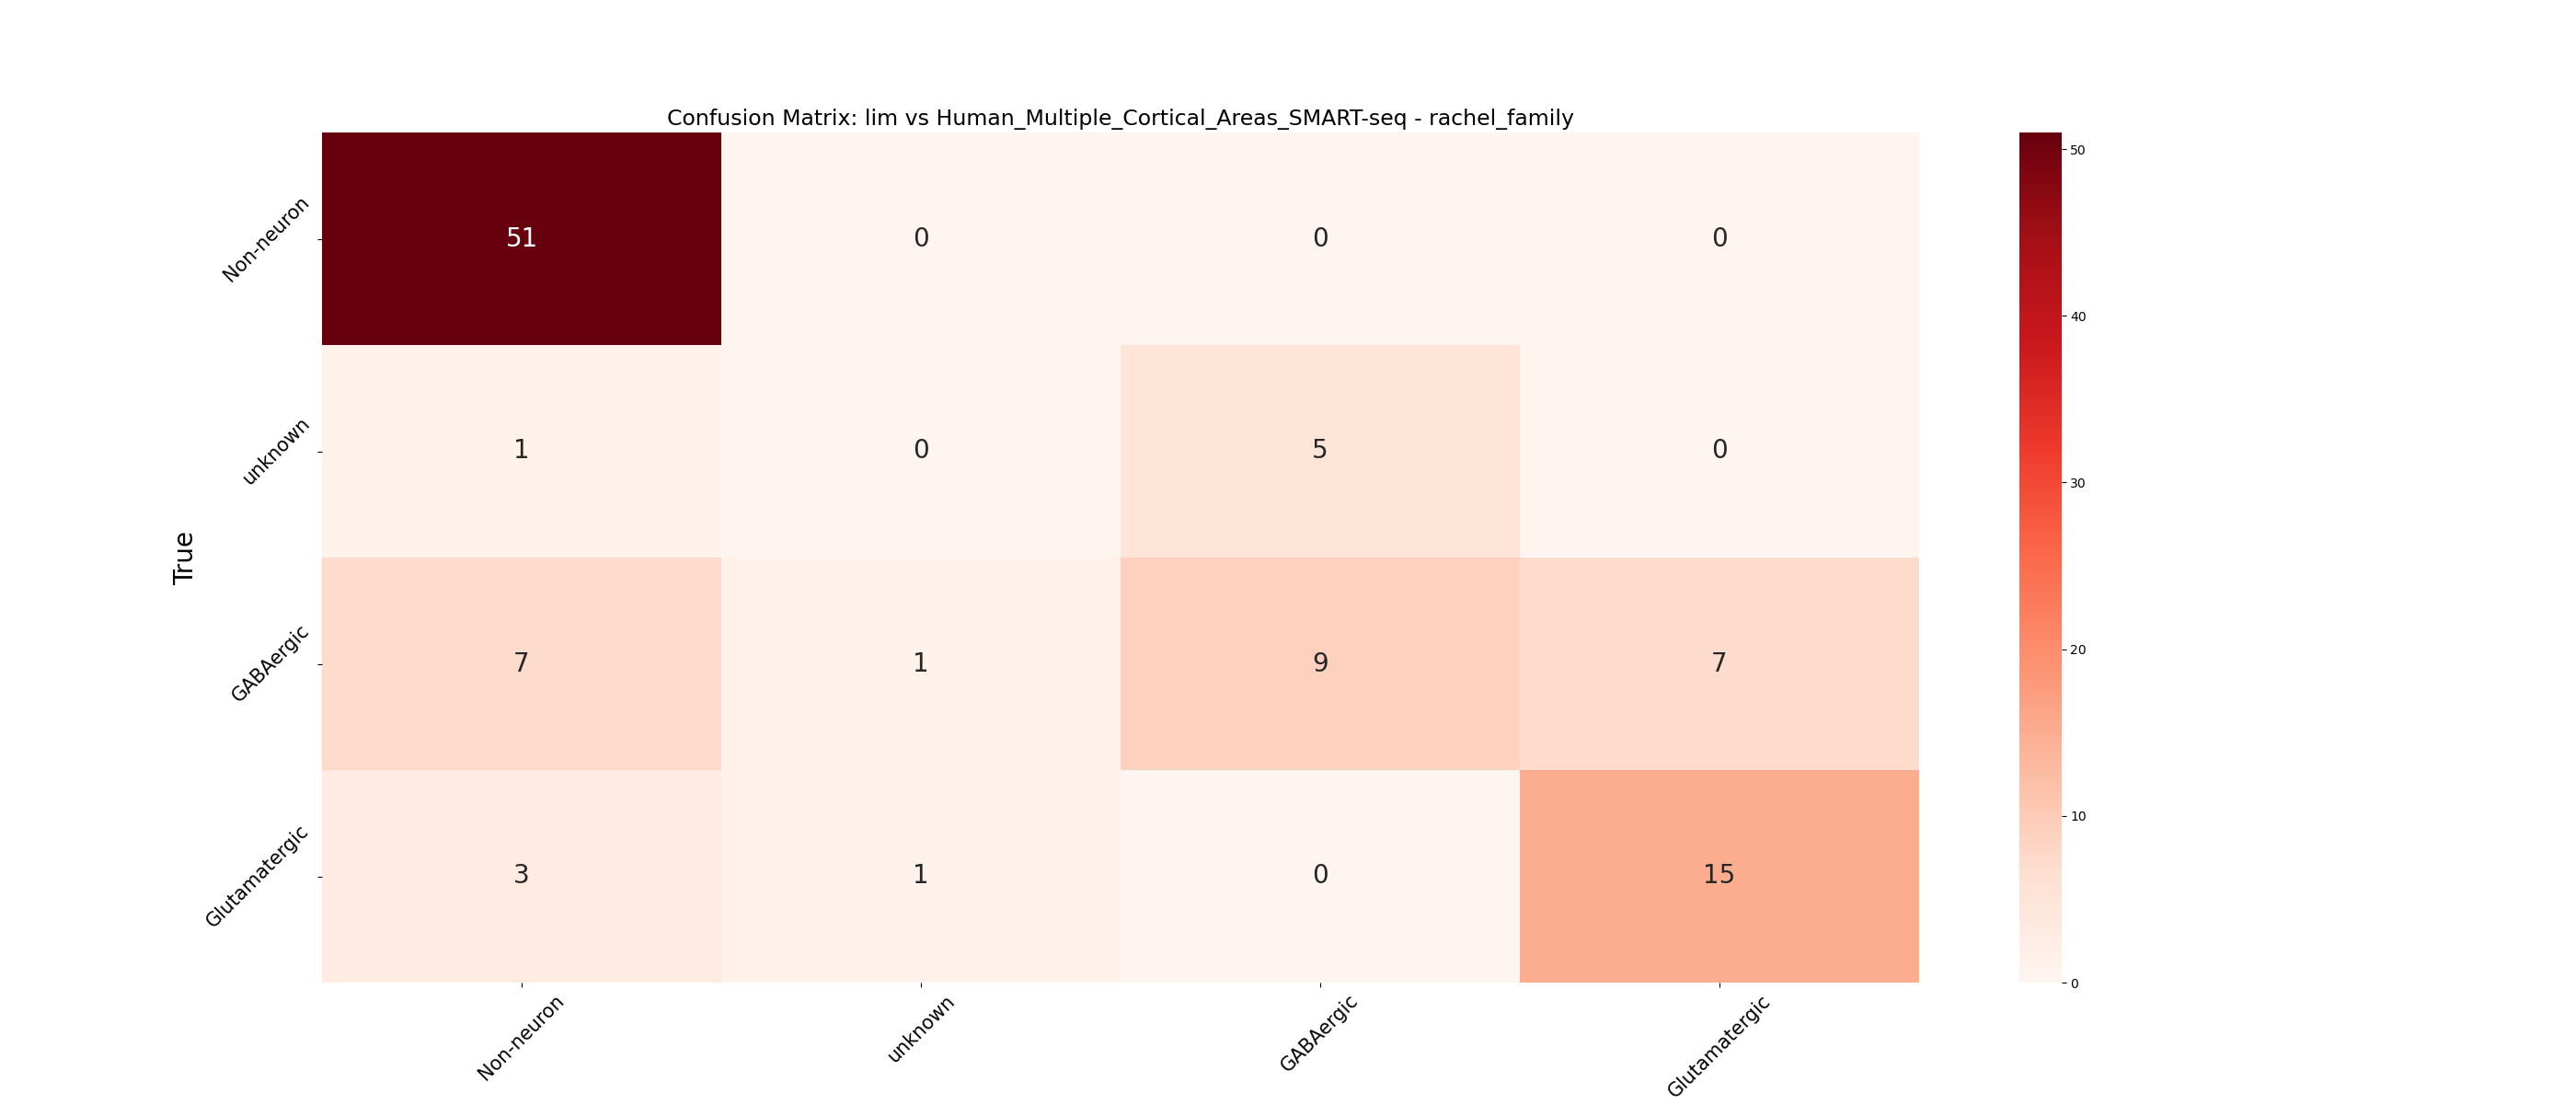 Confusion Matrix: lim vs Human_Multiple_Cortical_Areas_SMART-seq - rachel_family
True
Non-neuron
51
0
0
0
unknown
1
0
5
0
GABAergic
7
1
9
7
Glutamatergic
3
1
0
15
Non-neuron
unknown
GABAergic
Glutamatergic
50
40
30
20
10
0